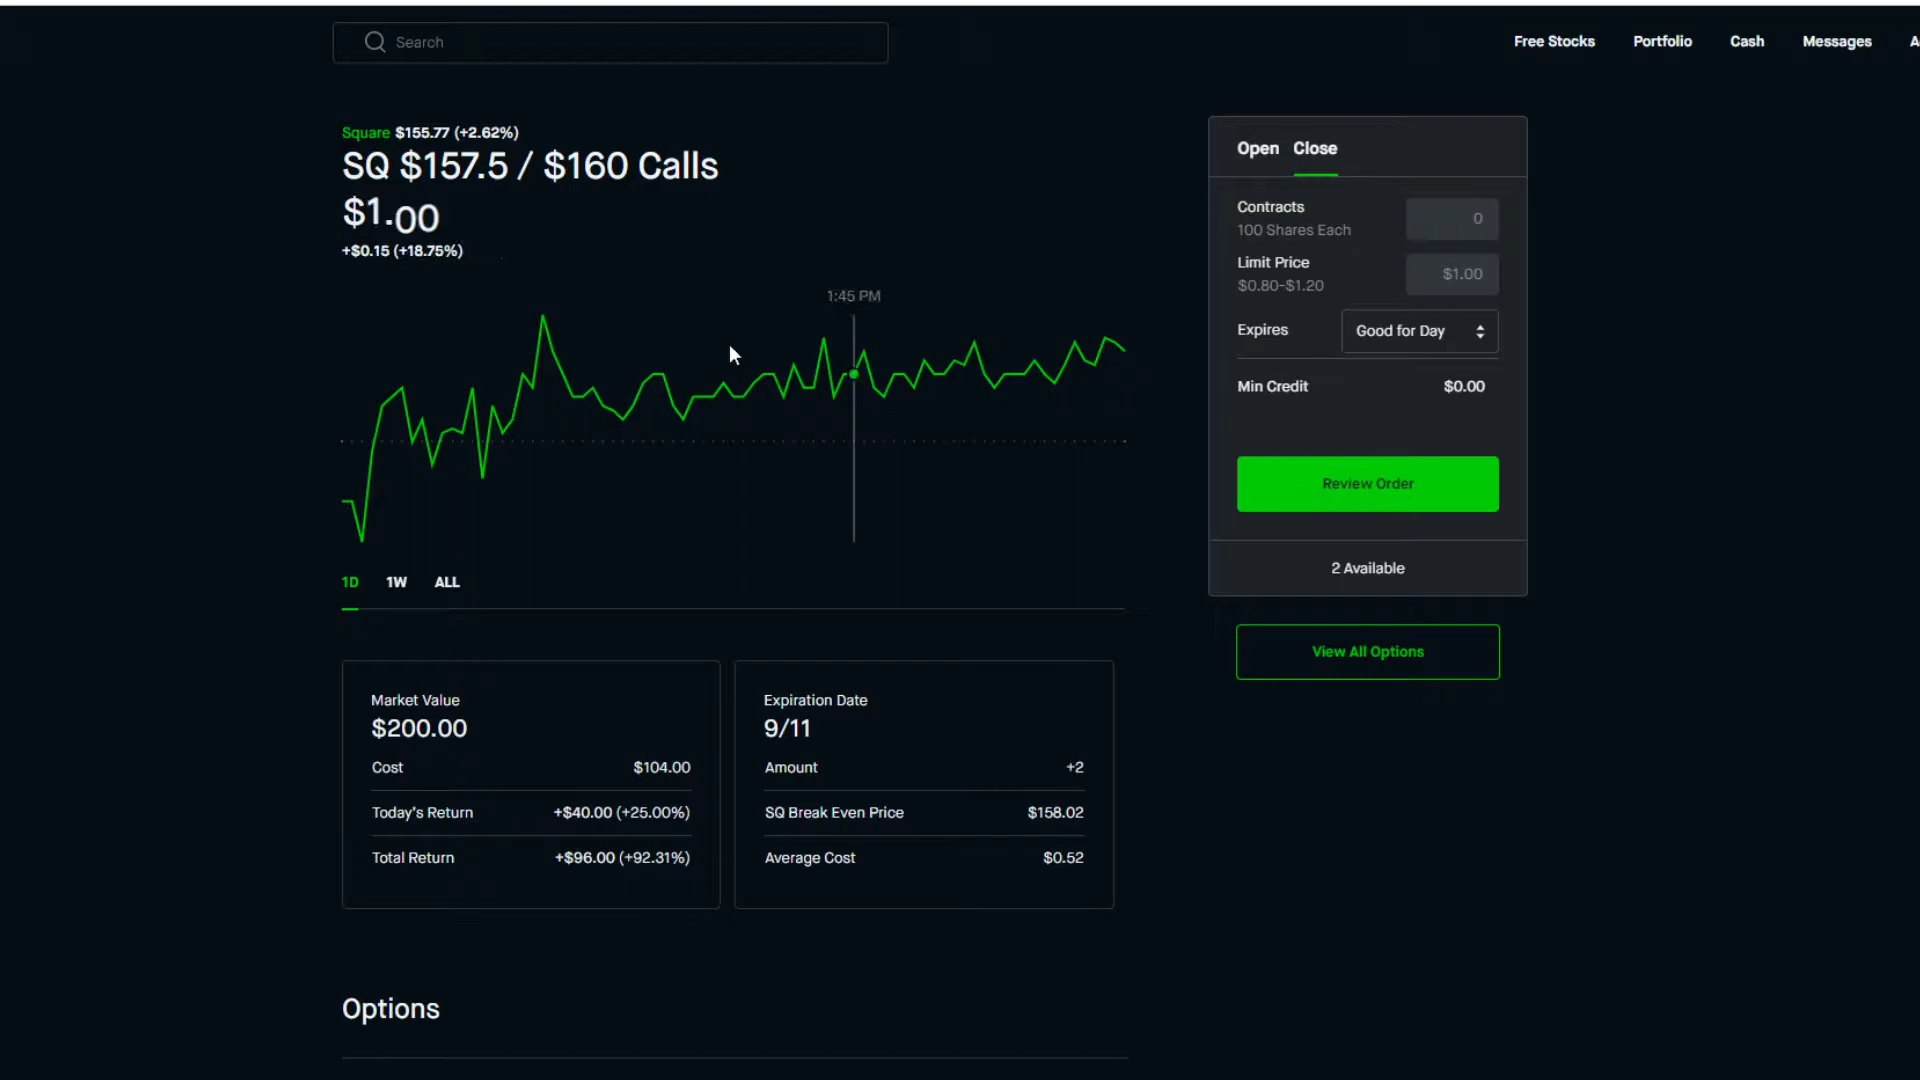 Search
Free Stocks Portfolio Cash Messages A
Square $155.77 (+2.62%)
SQ $157.5 / $160 Calls
$1.00
+$0.15 (+18.75%)
1:45 PM
1D 1W ALL
Open Close
Contracts 0
100 Shares Each
Limit Price $1.00
$0.80-$1.20
Expires Good for Day
Min Credit $0.00
Review Order
2 Available
View All Options
Market Value
$200.00
Cost $104.00
Today's Return +$40.00 (+25.00%)
Total Return +$96.00 (+92.31%)
Expiration Date
9/11
Amount +2
SQ Break Even Price $158.02
Average Cost $0.52
Options